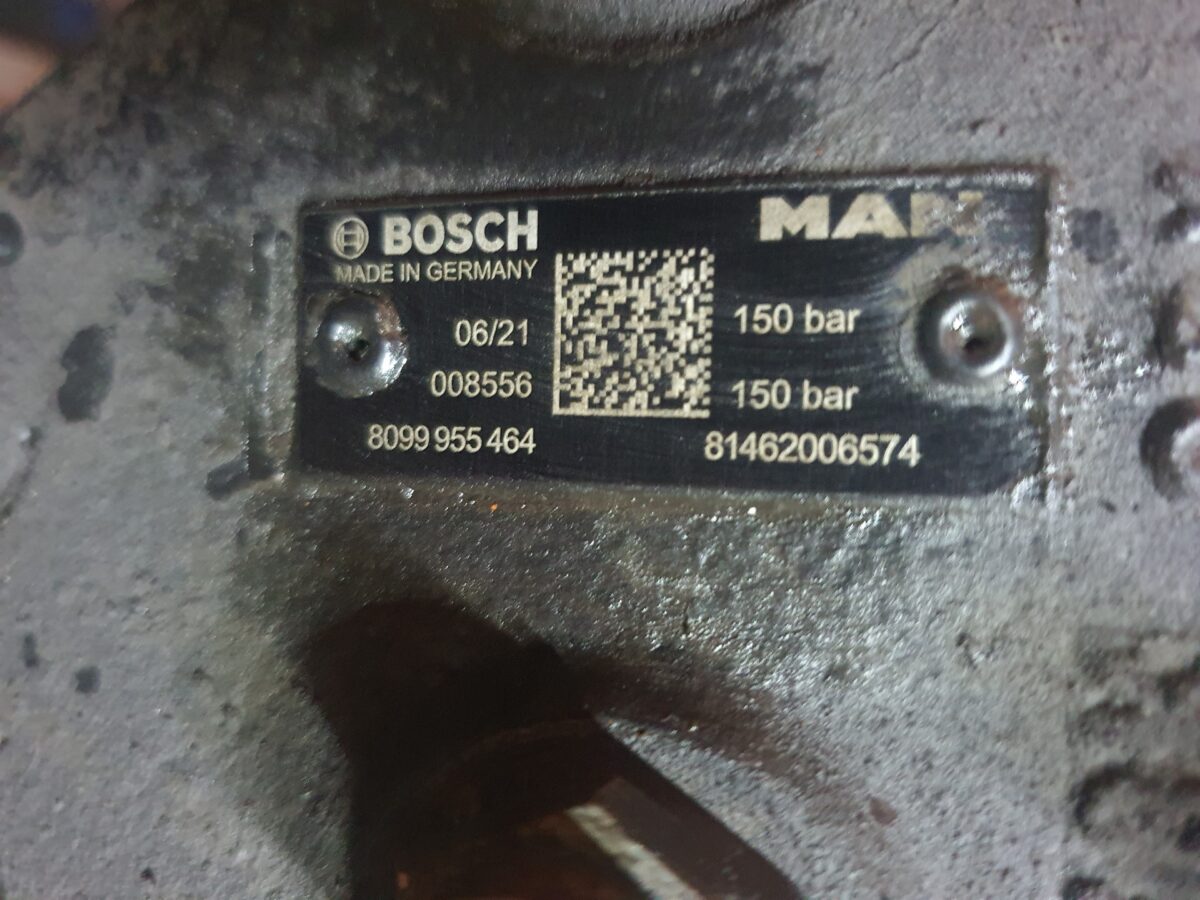 BOSCH
MADE IN GERMANY
06/21
008556
8099 955 464
MAN
150 bar
150 bar
81462006574